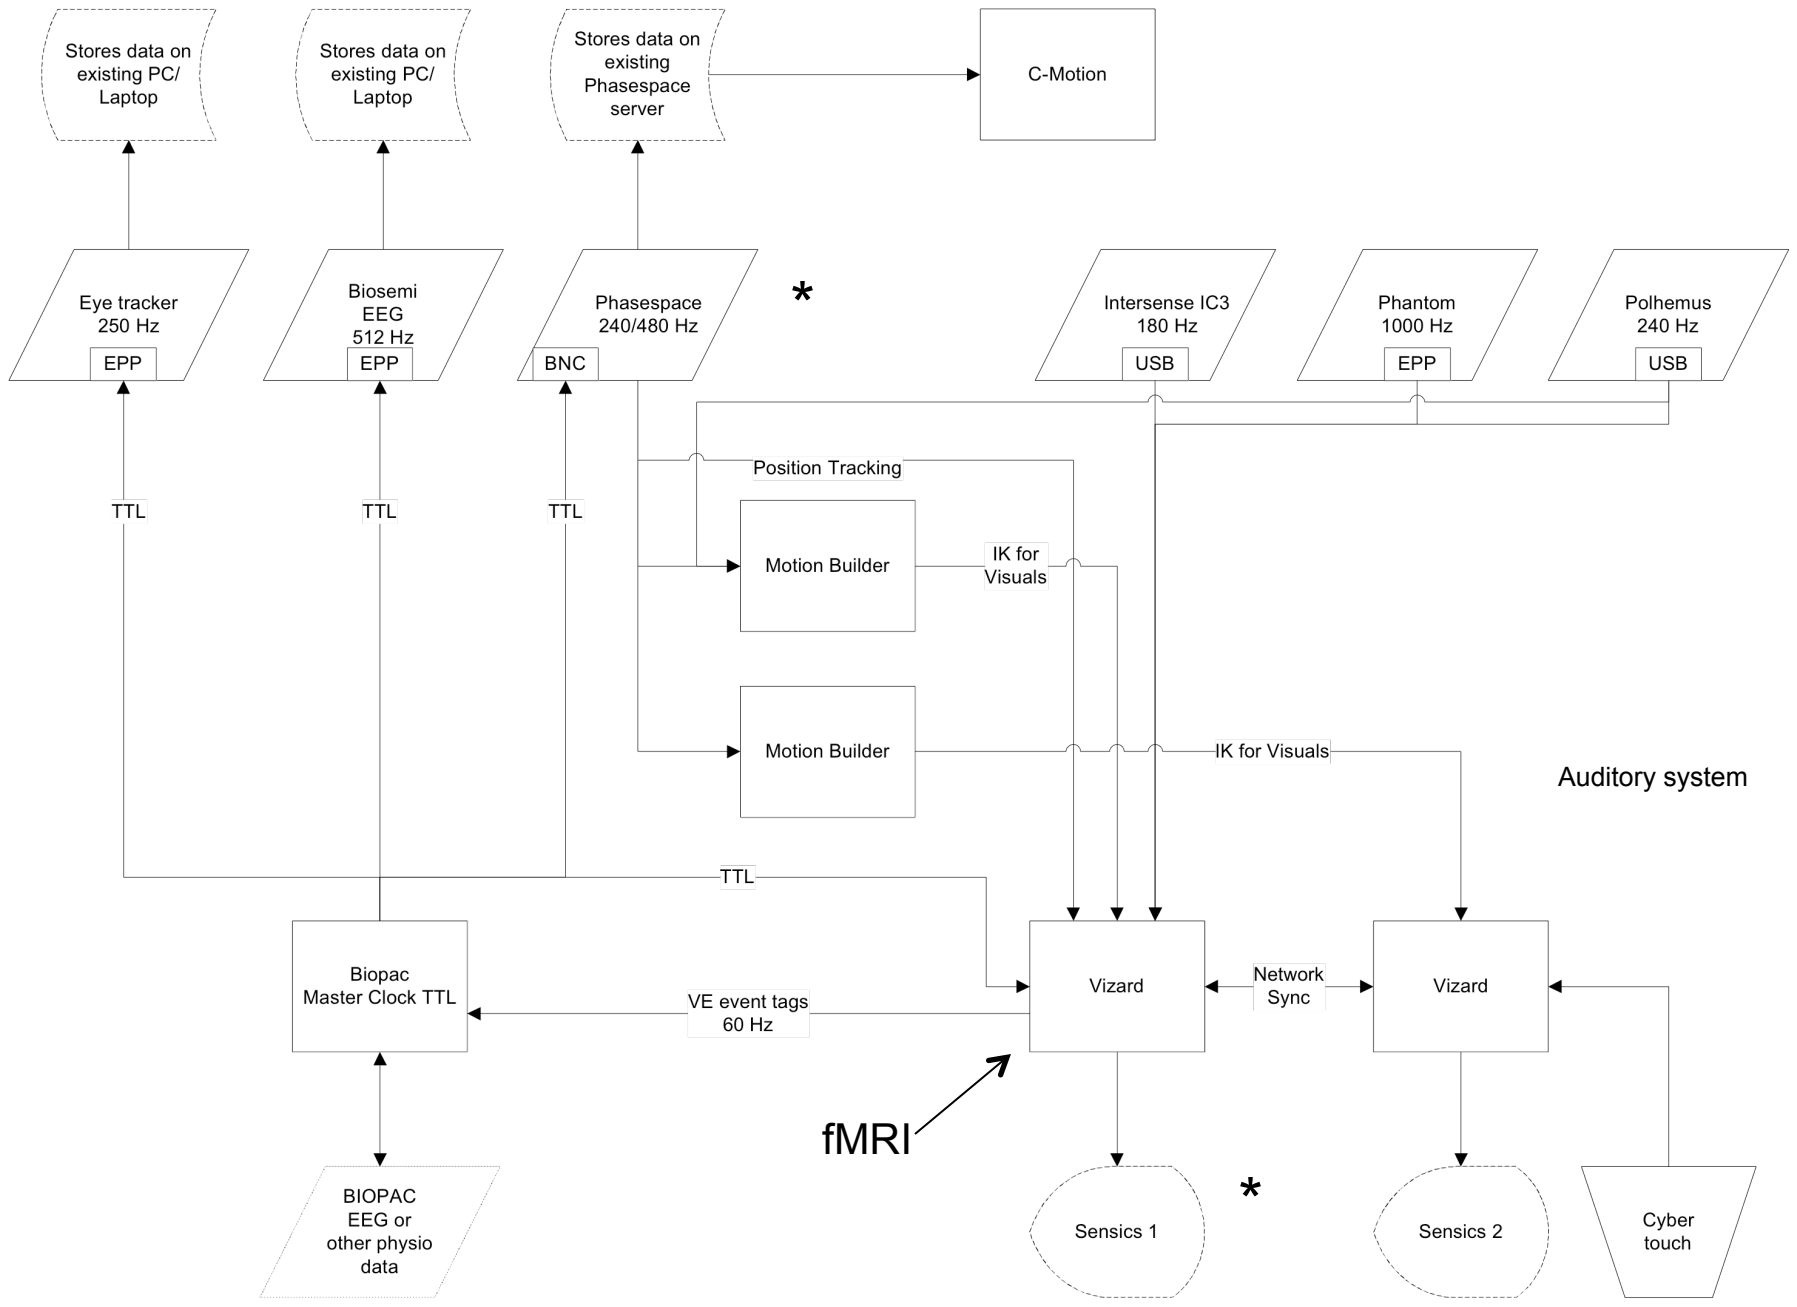 Stores data on
existing PC/
Laptop
Stores data on
existing PC/
Laptop
Stores data on
existing
Phasespace
server
C-Motion
Eye tracker
250 Hz
EPP
Biosemi
EEG
512 Hz
EPP
Phasespace
240/480 Hz
BNC
*
Intersense IC3
180 Hz
USB
Phantom
1000 Hz
EPP
Polhemus
240 Hz
USB
Position Tracking
TTL
TTL
TTL
Motion Builder
IK for
Visuals
Motion Builder
IK for Visuals
Auditory system
TTL
Biopac
Master Clock TTL
VE event tags
60 Hz
Vizard
Network
Sync
Vizard
fMRI
BIOPAC
EEG or
other physio
data
Sensics 1
*
Sensics 2
Cyber
touch